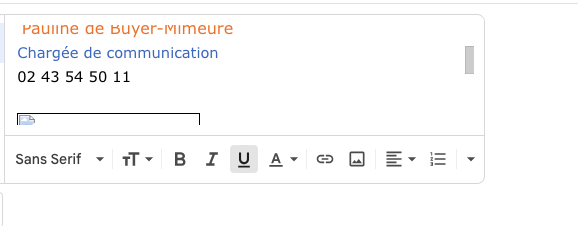 Pauline de Buyer-Mimeure
Chargée de communication
02 43 54 50 11
Sans Serif